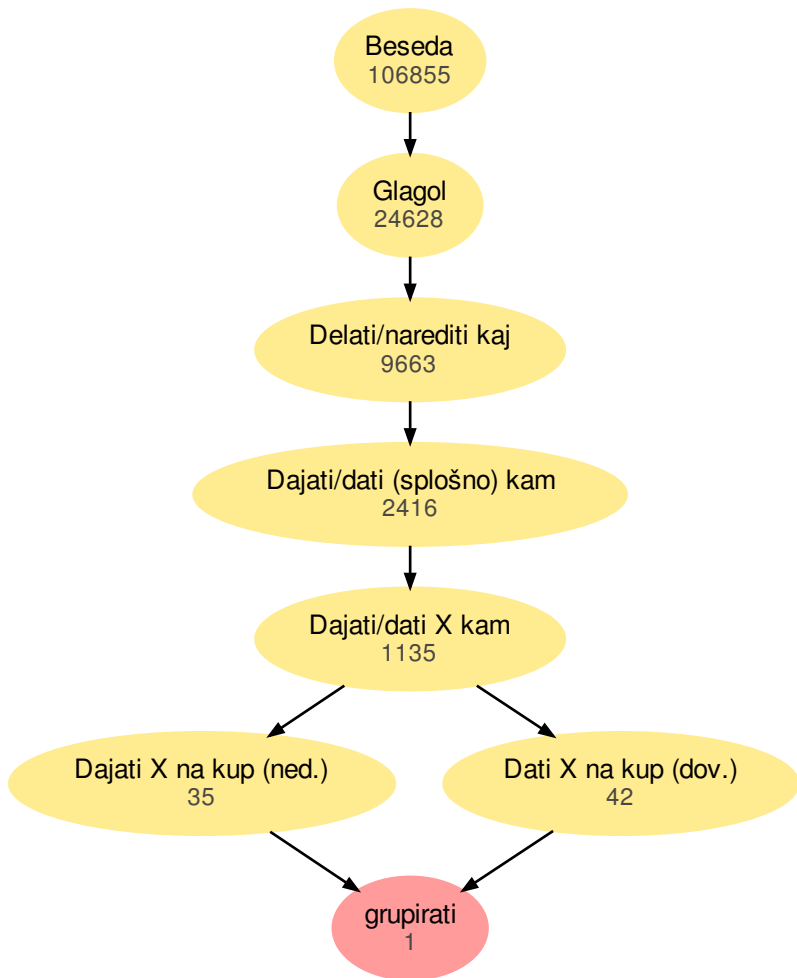 Beseda
106855
Glagol
24628
Delati/narediti kaj
9663
Dajati/dati (splošno) kam
2416
Dajati/dati X kam
1135
Dajati X na kup (ned.)
35
Dati X na kup (dov.)
42
grupirati
1